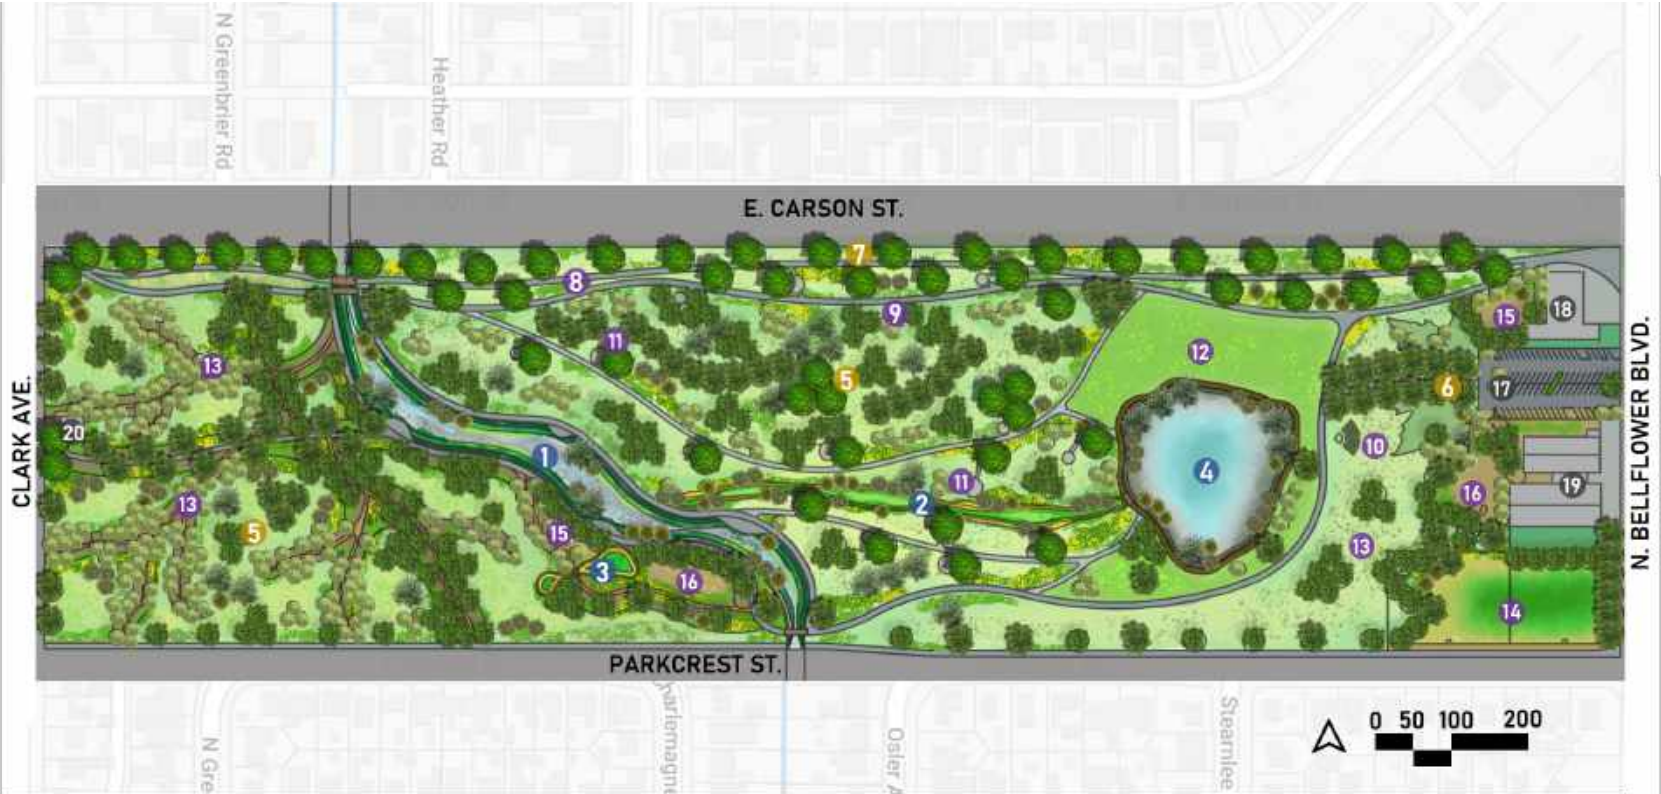 N Greenbrier Rd
Heather Rd
E. CARSON ST.
7
8
9
15
18
11
12
13
5
6
17
CLARK AVE.
N. BELLFLOWER BLVD.
20
10
1
4
11
2
16
19
13
5
15
13
3
16
14
PARKCREST ST.
N Gre
harlemagne
Osler A
Stearnlee
0 50 100 200